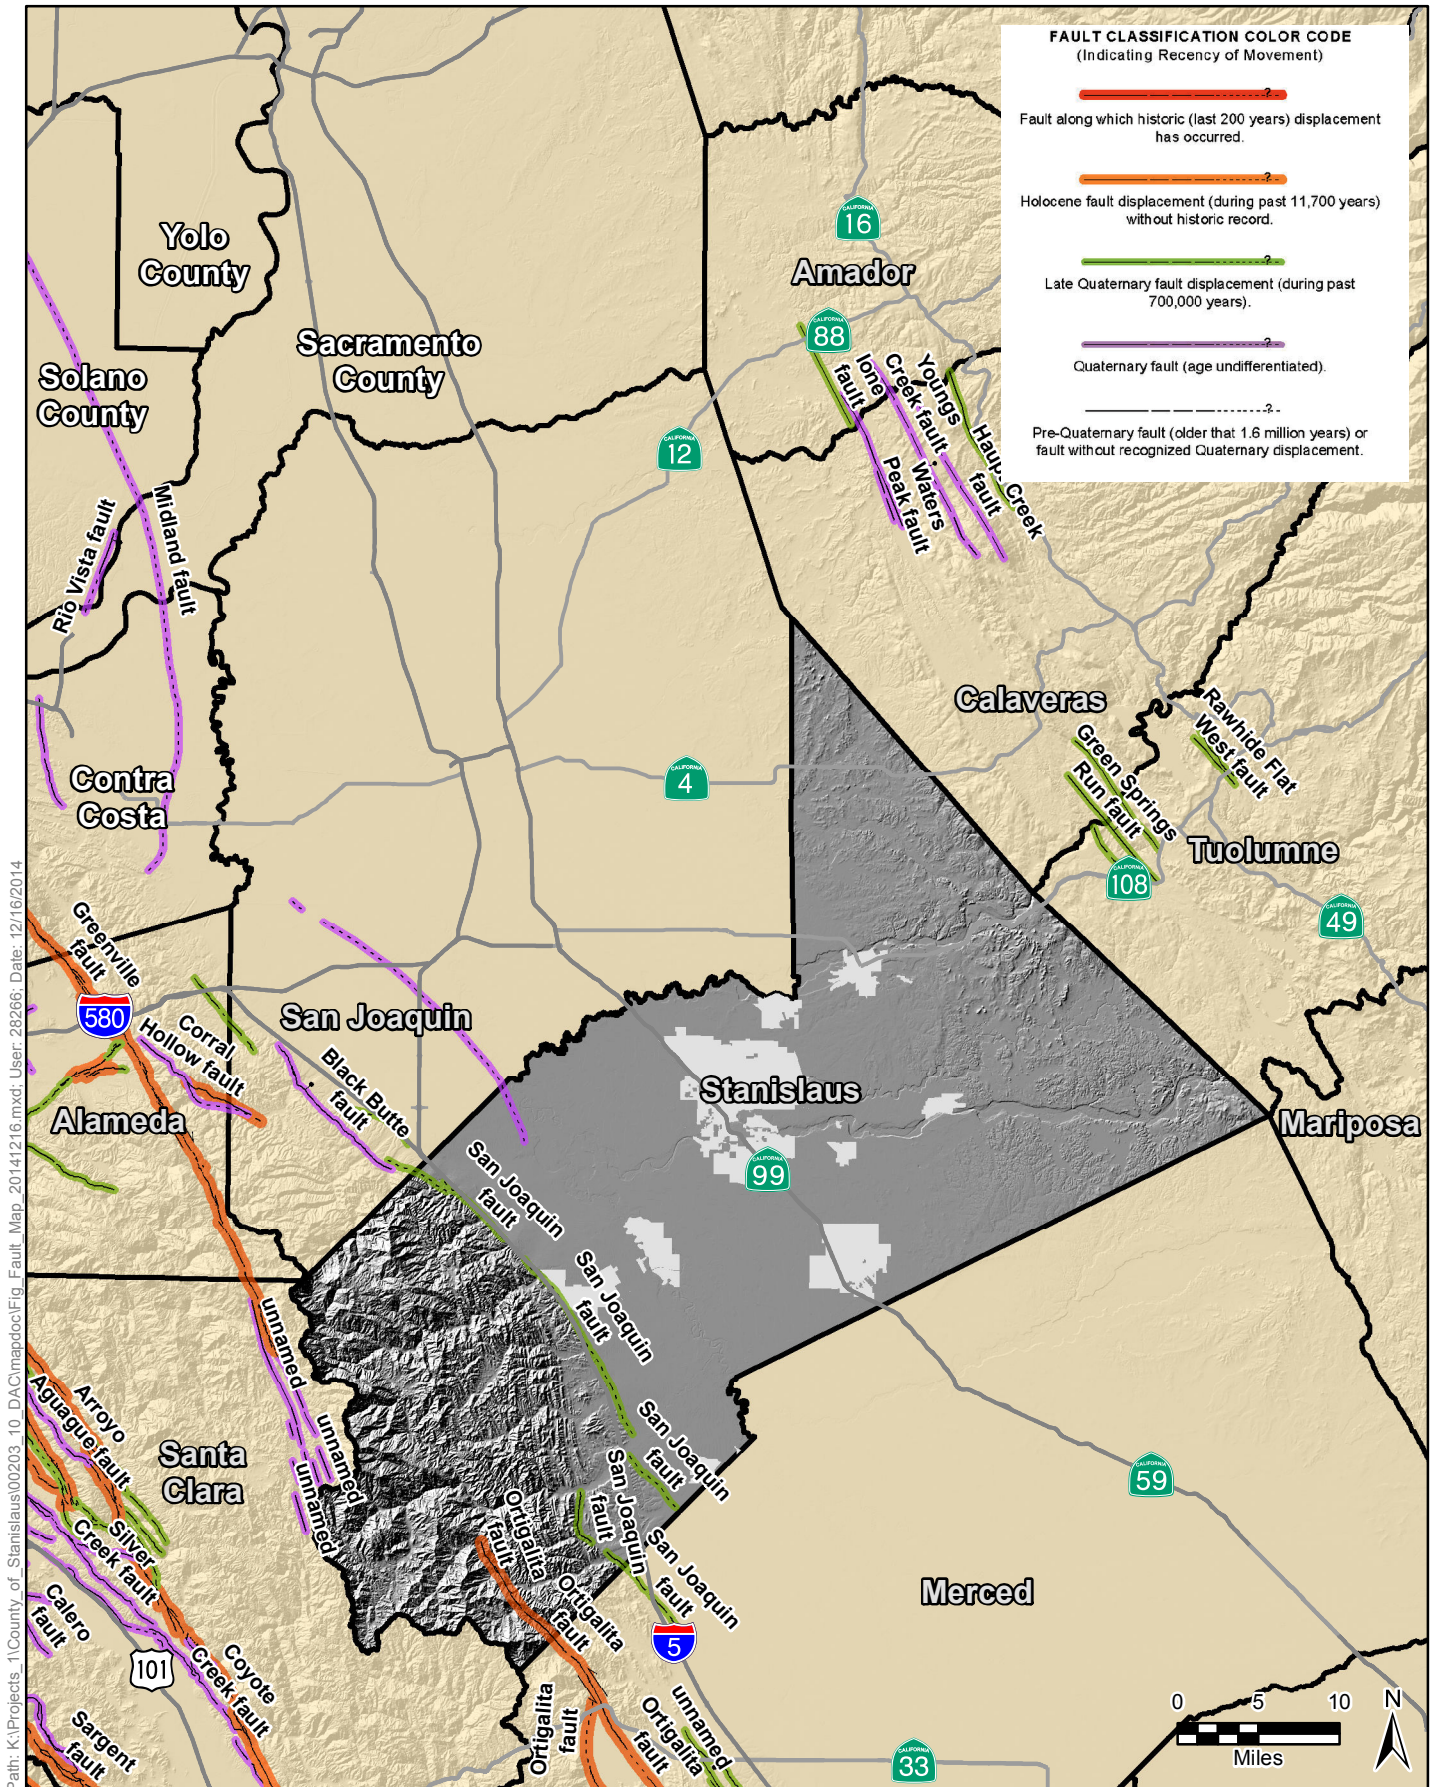 FAULT CLASSIFICATION COLOR CODE
(Indicating Recency of Movement)
?
Fault along which historic (last 200 years) displacement
has occurred.
?
Holocene fault displacement (during past 11,700 years)
without historic record.
?
Late Quaternary fault displacement (during past
700,000 years).
?
Quaternary fault (age undifferentiated).
?
Pre-Quaternary fault (older that 1.6 million years) or
fault without recognized Quaternary displacement.
Yolo
County
Solano
County
Sacramento
County
CALIFORNIA
16
Amador
CALIFORNIA
88
Ione
fault
Youngs
Creek fault
Waters
Peak fault
Haupt Creek
fault
CALIFORNIA
12
Rio Vista fault
Midland fault
Contra
Costa
CALIFORNIA
4
Calaveras
Rawhide Flat
West fault
Green Springs
Run fault
Tuolumne
CALIFORNIA
108
CALIFORNIA
49
Greenville
fault
580
Corral
Hollow fault
San Joaquin
Black Butte
fault
Alameda
Stanislaus
Mariposa
CALIFORNIA
99
San Joaquin
fault
San Joaquin
fault
unnamed
unnamed
unnamed
Arroyo
Aguague fault
Santa
Clara
San Joaquin
fault
San Joaquin
fault
San Joaquin
fault
CALIFORNIA
59
Ortigalita
fault
Ortigalita
fault
Silver
Creek fault
Calero
fault
Merced
5
101
Coyote
Creek fault
Sargent
fault
Ortigalita
fault
unnamed
Ortigalita
fault
CALIFORNIA
33
0 5 10
Miles
N
Path: K:\Projects_1\County_of_Stanislaus\00203_10_DAC\mapdoc\Fig_Fault_Map_20141216.mxd; User: 28266; Date: 12/16/2014